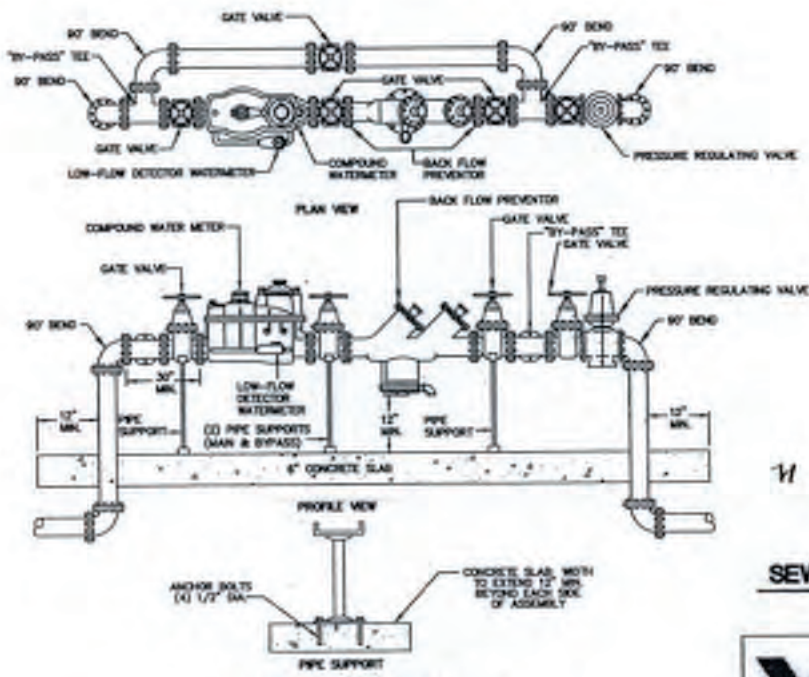 GATE VALVE
90° BEND
"BY-PASS" TEE
90° BEND
90° BEND
"BY-PASS" TEE
90° BEND
GATE VALVE
GATE VALVE
LOW-FLOW DETECTOR WATERMETER
COMPOUND
WATERMETER
BACK FLOW
PREVENTOR
PRESSURE REGULATING VALVE
PLAN VIEW
COMPOUND WATER METER
BACK FLOW PREVENTOR
GATE VALVE
"BY-PASS" TEE
GATE VALVE
GATE VALVE
PRESSURE REGULATING VALVE
90° BEND
90° BEND
30"
MIN.
LOW-FLOW
DETECTOR
WATERMETER
12"
MIN.
PIPE
SUPPORT
(2) PIPE SUPPORTS
(MAIN & BYPASS)
12"
MIN.
PIPE
SUPPORT
12"
MIN.
6" CONCRETE SLAB
PROFILE VIEW
ANCHOR BOLTS
(4) 1/2" DIA.
CONCRETE SLAB, WIDTH
TO EXTEND 12" MIN.
BEYOND EACH SIDE
OF ASSEMBLY
PIPE SUPPORT
SEW